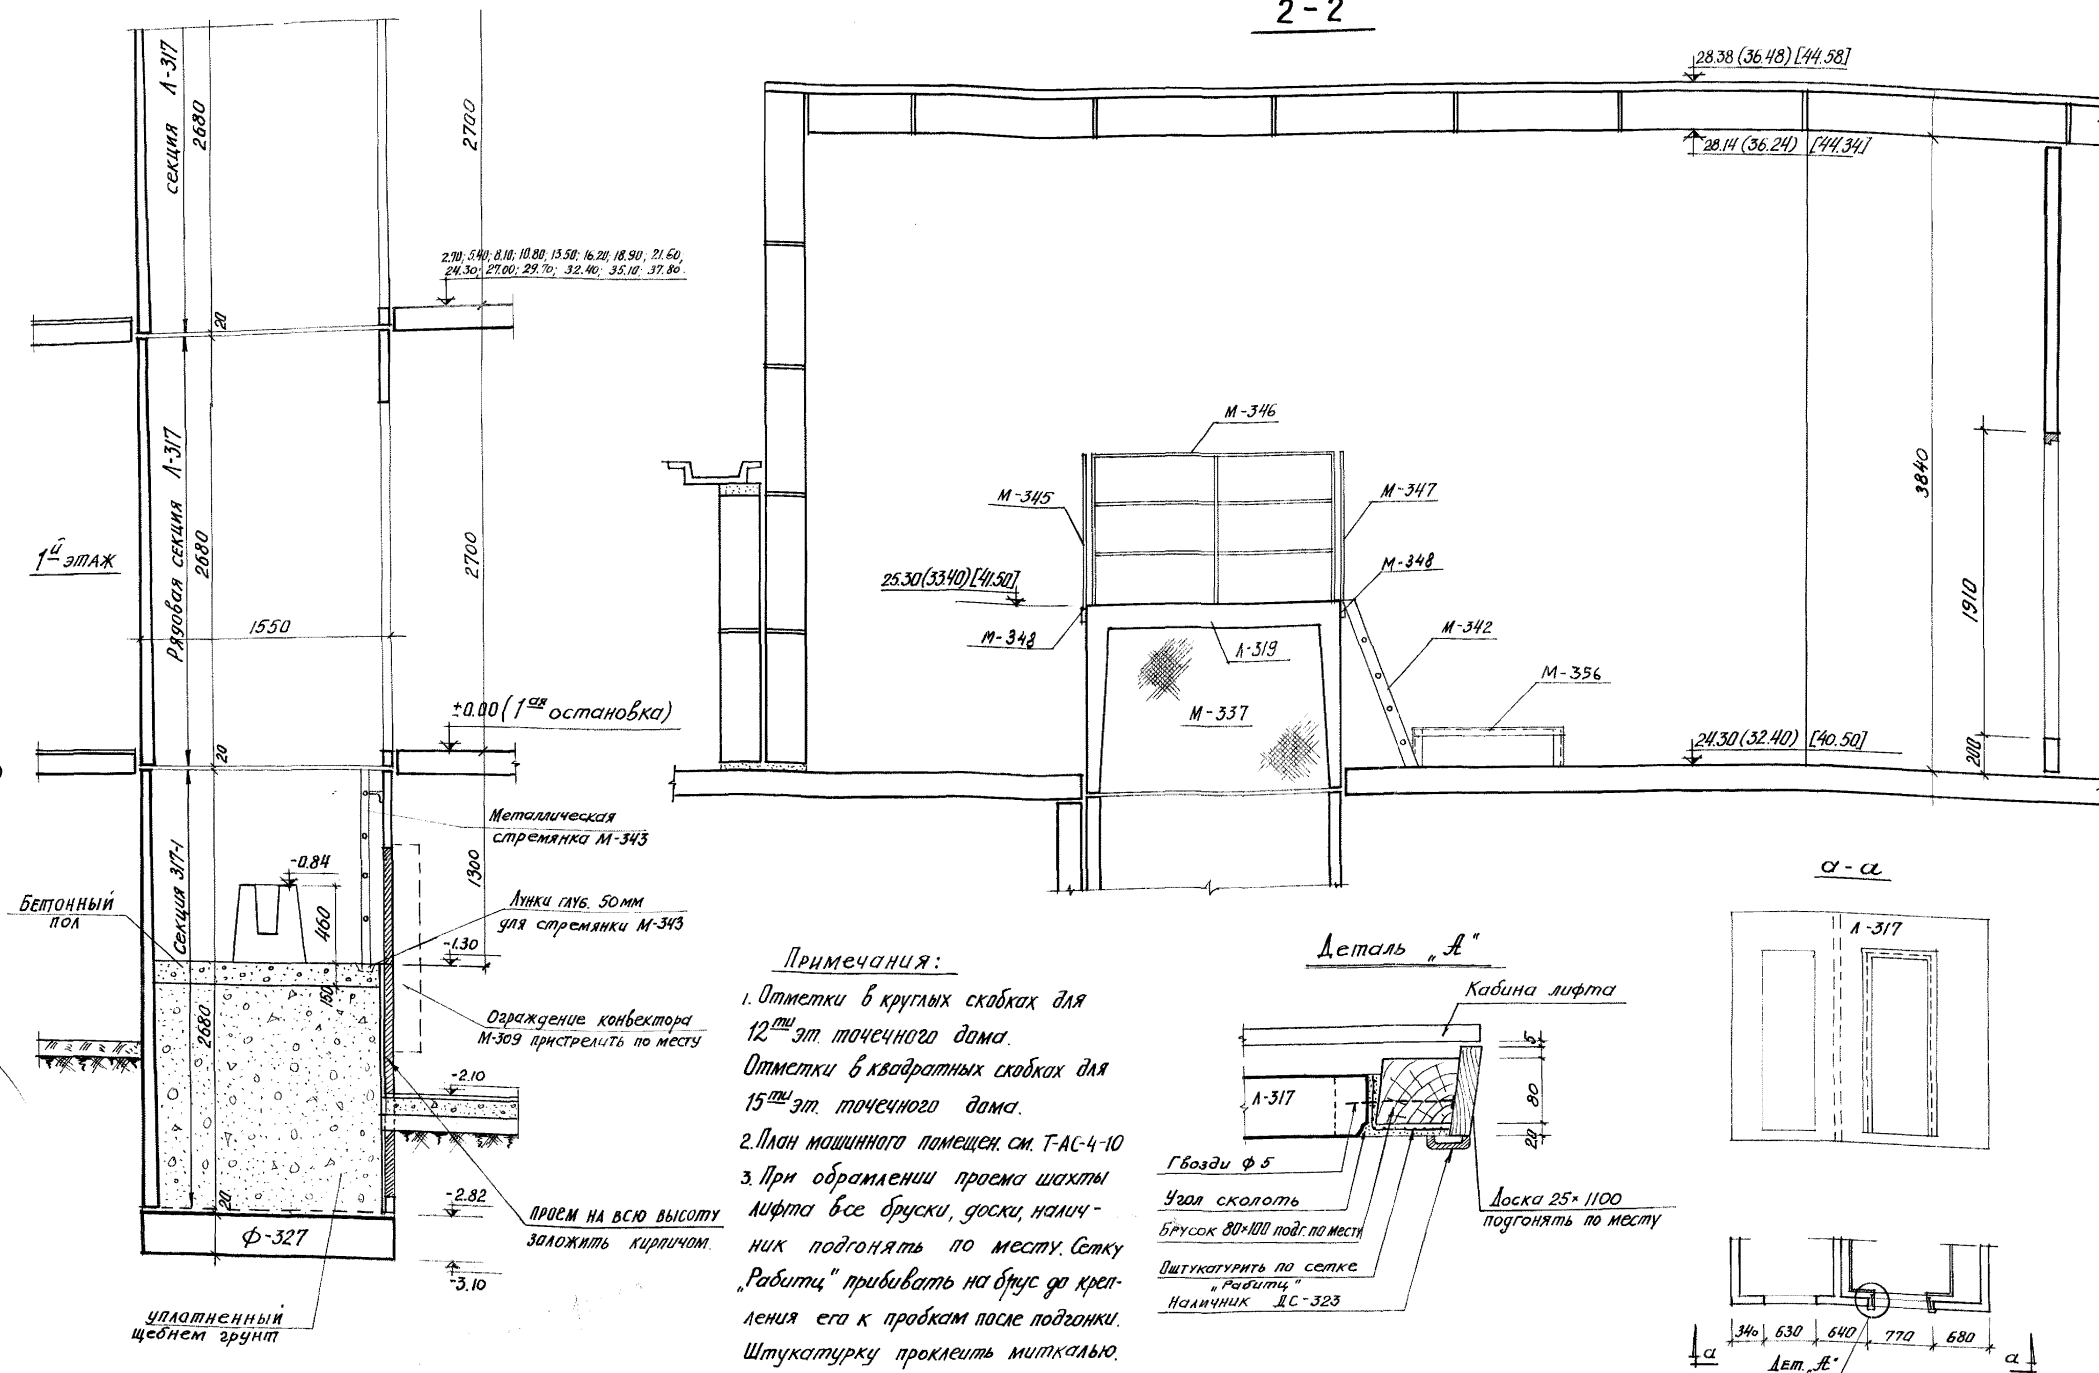 2-2
секция Л-317
2680
2700
28.38 (36.48) [44.58]
28.14 (36.24) [44.34]
2.70; 5.40; 8.10; 10.80; 13.50; 16.20; 18.90; 21.60,
24.30; 27.00; 29.70; 32.40; 35.10; 37.80.
20
М-346
М-345
М-347
3840
Рядовая секция Л-317
2680
2700
1й этаж
М-348
25.30 (33.40) [41.50]
1910
1550
М-348
Л-319
М-342
М-356
М-337
±0.00 (1ая остановка)
24.30 (32.40) [40.50]
200
20
Металлическая
стремянка М-343
Секция 317-1
-0.84
1300
Бетонный
пол
460
Лунки глуб. 50мм
для стремянки М-343
-1.30
150
2680
Ограждение конвектора
М-309 пристрелить по месту
-2.10
-2.82
20
проем на всю высоту
заложить кирпичом.
Ф-327
-3.10
уплотненный
щебнем грунт
Примечания:
1. Отметки в круглых скобках для
12ти эт. точечного дома.
Отметки в квадратных скобках для
15ти эт. точечного дома.
2. План машинного помещен. см. Т-АС-4-10
3. При обрамлении проема шахты
лифта все бруски, доски, налич-
ник подгонять по месту. Сетку
„Рабитц" прибивать на брус до креп-
ления его к пробкам после подгонки.
Штукатурку проклеить миткалью.
Деталь „А"
Кабина лифта
5
80
20
Л-317
Гвозди ф 5
Угол сколоть
Брусок 80×100 подг. по месту
Оштукатурить по сетке
„Рабитц"
Наличник ДС-323
Доска 25×1100
подгонять по месту
а-а
Л-317
340 630 640 770 680
а
Дет. „А"
а